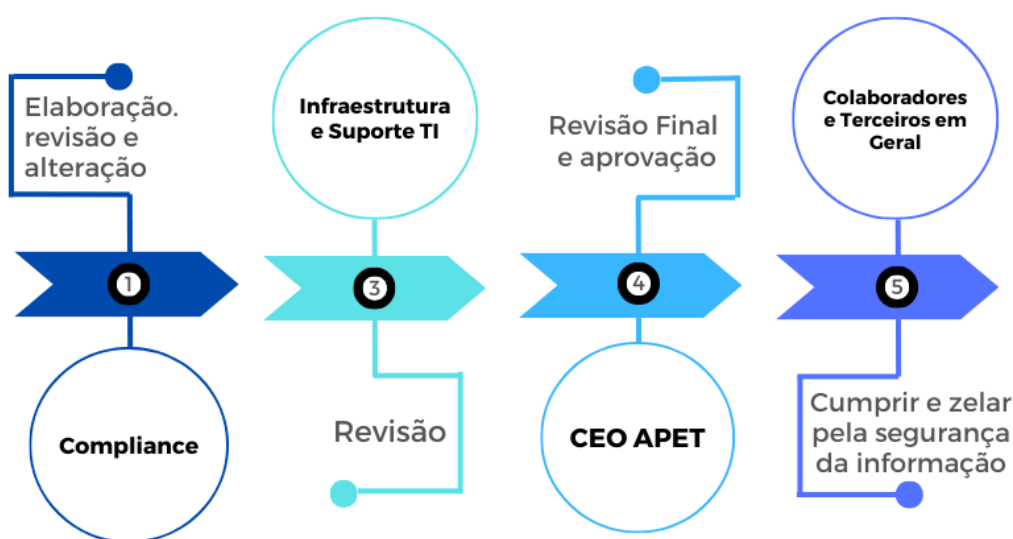 Elaboração.
revisão e
alteração
1
Compliance
Infraestrutura
e Suporte TI
3
Revisão
Revisão Final
e aprovação
4
CEO APET
Colaboradores
e Terceiros em
Geral
5
Cumprir e zelar
pela segurança
da informação